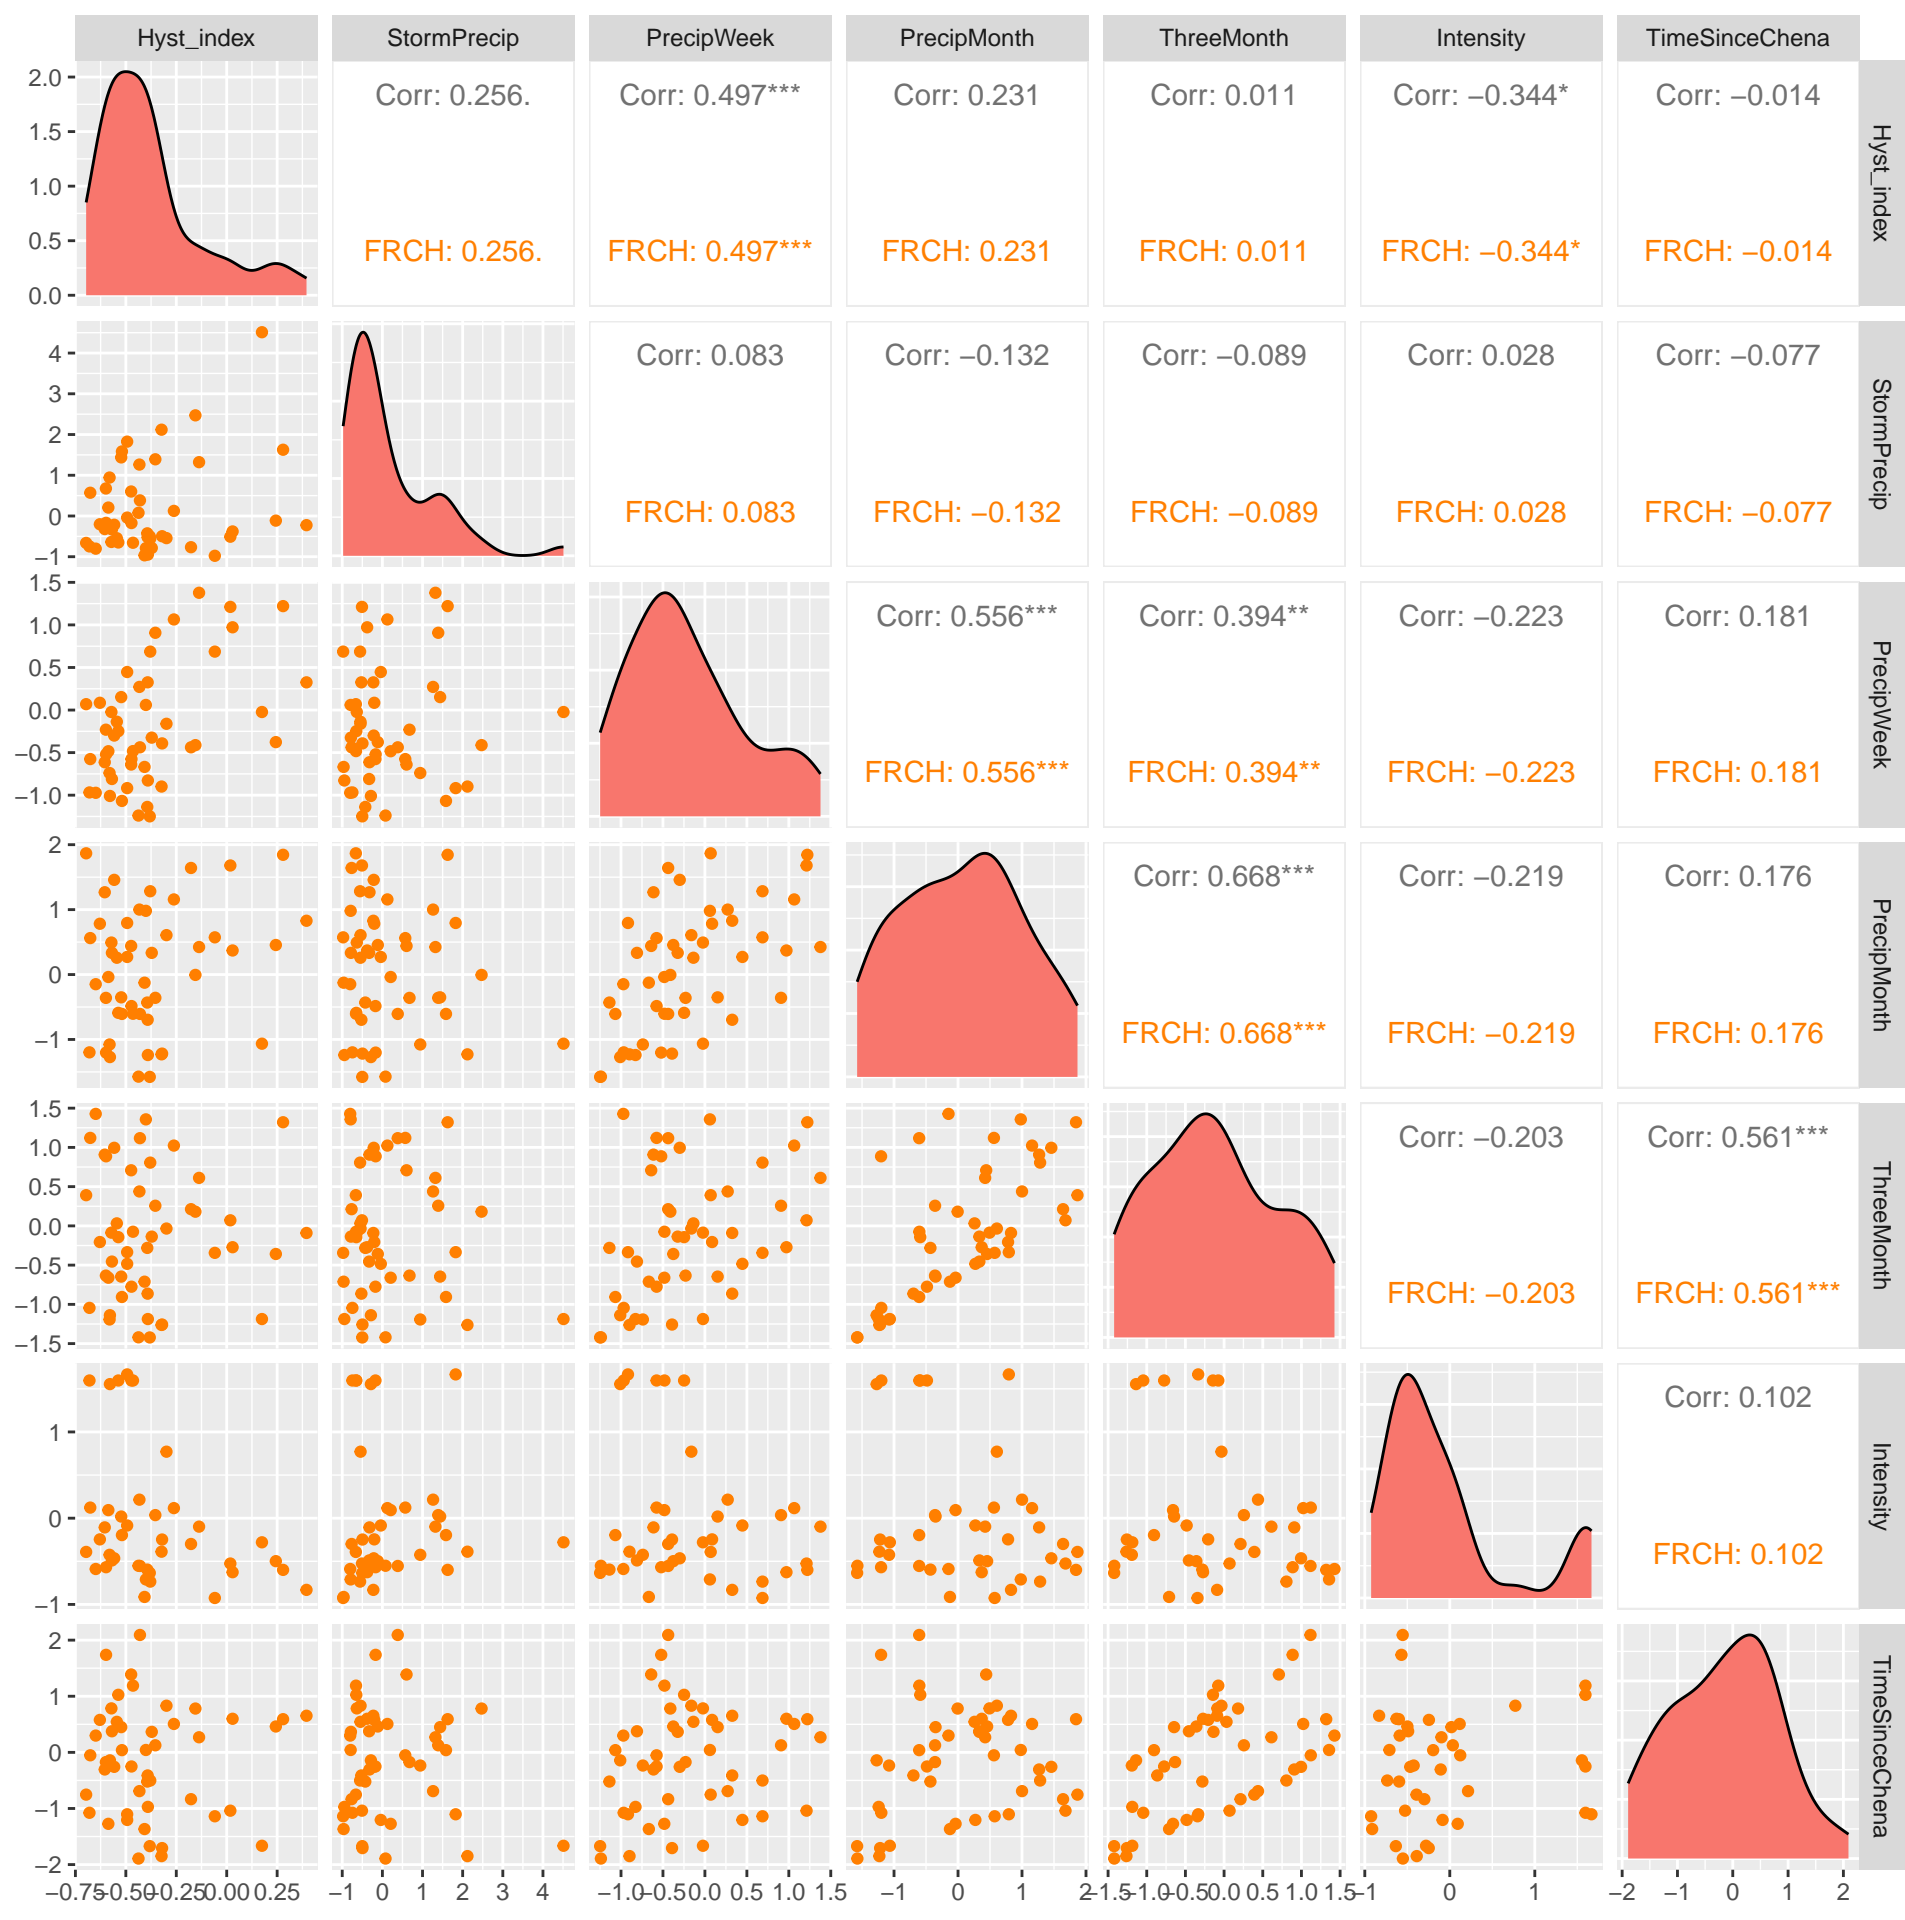 Hyst_index StormPrecip PrecipWeek PrecipMonth ThreeMonth Intensity TimeSinceChena
2.0
1.5
1.0
0.5
0.0
Corr: 0.256. Corr: 0.497*** Corr: 0.231 Corr: 0.011 Corr: −0.344* Corr: −0.014
FRCH: 0.256. FRCH: 0.497*** FRCH: 0.231 FRCH: 0.011 FRCH: −0.344* FRCH: −0.014
Hyst_index
4
3
2
1
0
−1
Corr: 0.083 Corr: −0.132 Corr: −0.089 Corr: 0.028 Corr: −0.077
FRCH: 0.083 FRCH: −0.132 FRCH: −0.089 FRCH: 0.028 FRCH: −0.077
StormPrecip
1.5
1.0
0.5
0.0
−0.5
−1.0
Corr: 0.556*** Corr: 0.394** Corr: −0.223 Corr: 0.181
FRCH: 0.556*** FRCH: 0.394** FRCH: −0.223 FRCH: 0.181
PrecipWeek
2
1
0
−1
Corr: 0.668*** Corr: −0.219 Corr: 0.176
FRCH: 0.668*** FRCH: −0.219 FRCH: 0.176
PrecipMonth
1.5
1.0
0.5
0.0
−0.5
−1.0
−1.5
Corr: −0.203 Corr: 0.561***
FRCH: −0.203 FRCH: 0.561***
ThreeMonth
1
0
−1
Corr: 0.102
FRCH: 0.102
Intensity
2
1
0
−1
−2
TimeSinceChena
−0.75 −0.50 −0.25 0.00 0.25 −1 0 1 2 4 −1.0 −0.5 0.0 0.5 1.0 1.5 −1 0 1 2 −1.5 −1.0 −0.5 0.0 0.5 1.0 1.5 −1 0 1 −2 −1 0 1 2